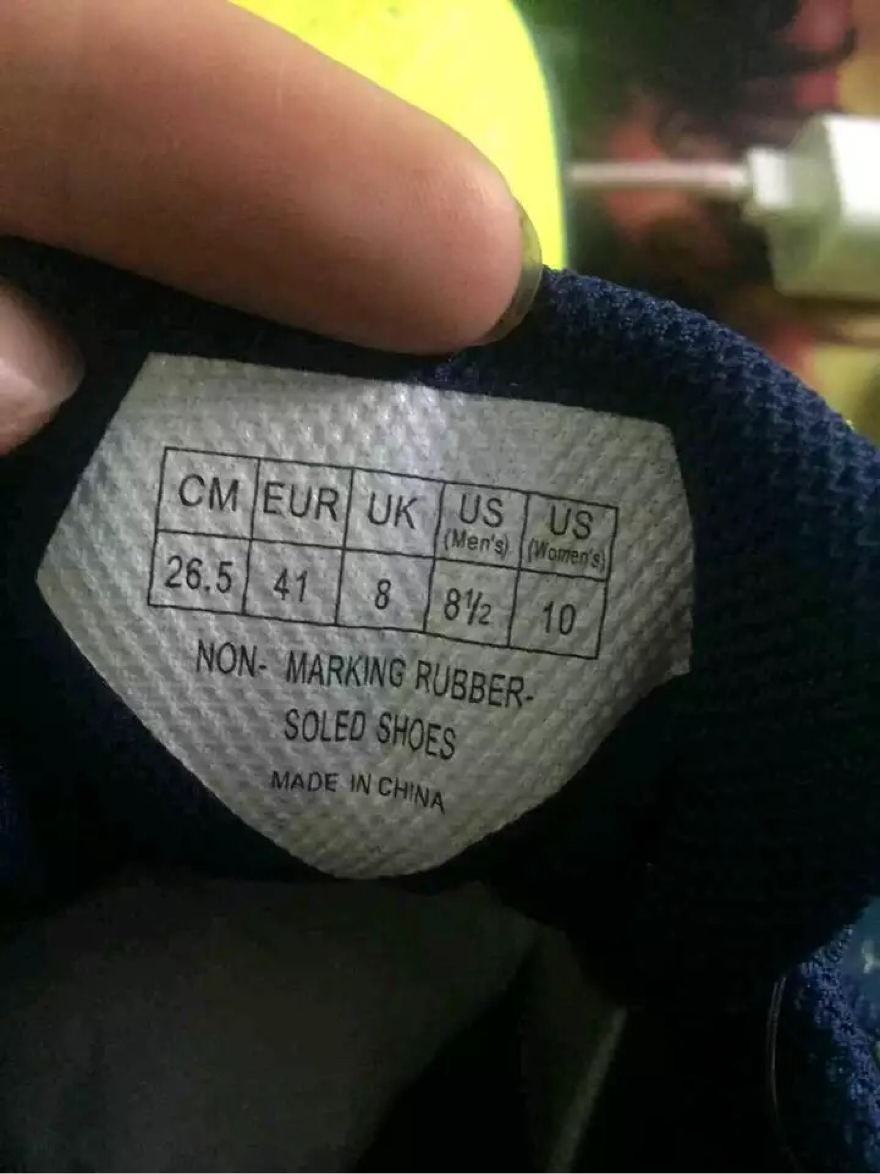 CM EUR UK US (Men's) US (Women's)
26.5 41 8 8½ 10
NON- MARKING RUBBER-
SOLED SHOES
MADE IN CHINA